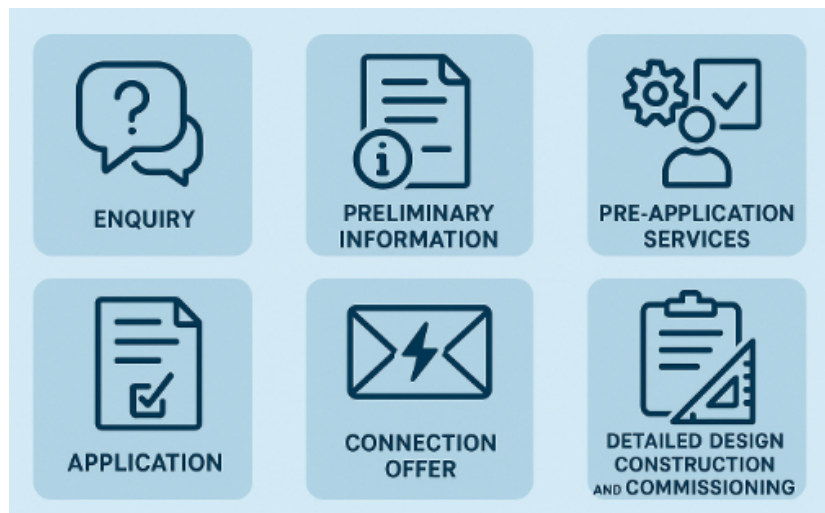 ENQUIRY
PRELIMINARY
INFORMATION
PRE-APPLICATION
SERVICES
APPLICATION
CONNECTION
OFFER
DETAILED DESIGN
CONSTRUCTION
AND COMMISSIONING